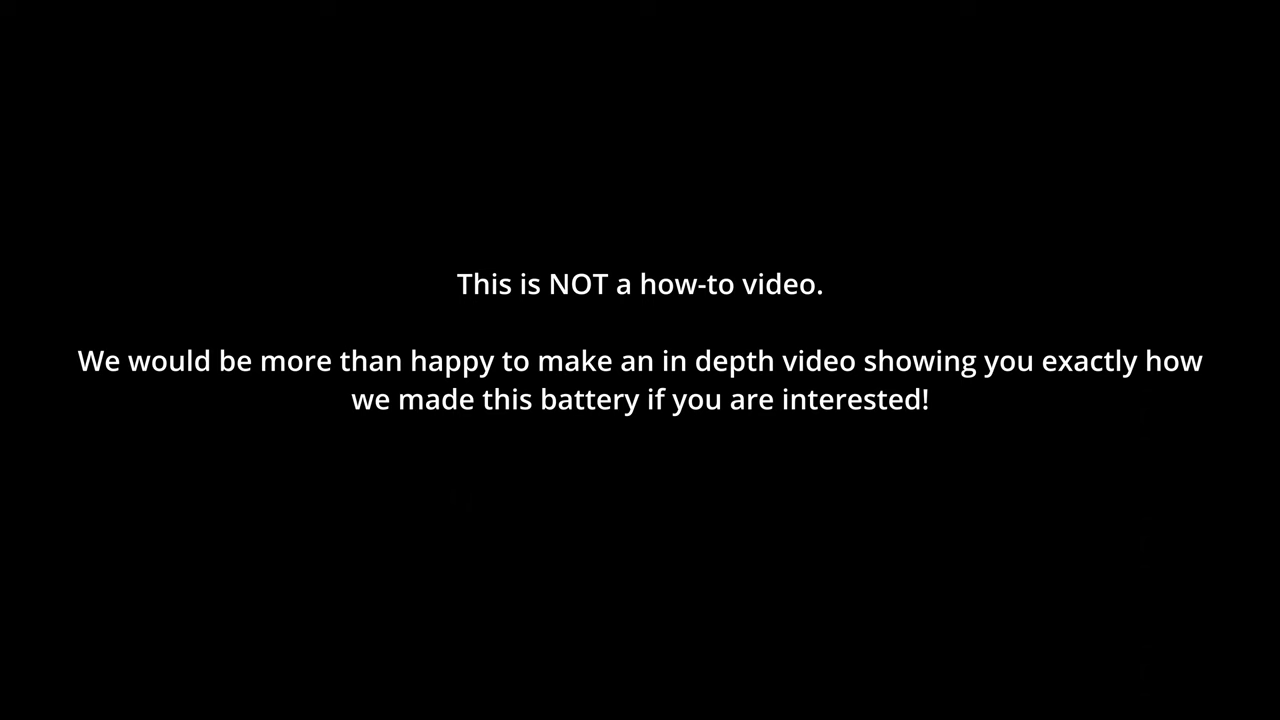 This is NOT a how-to video.
We would be more than happy to make an in depth video showing you exactly how
we made this battery if you are interested!